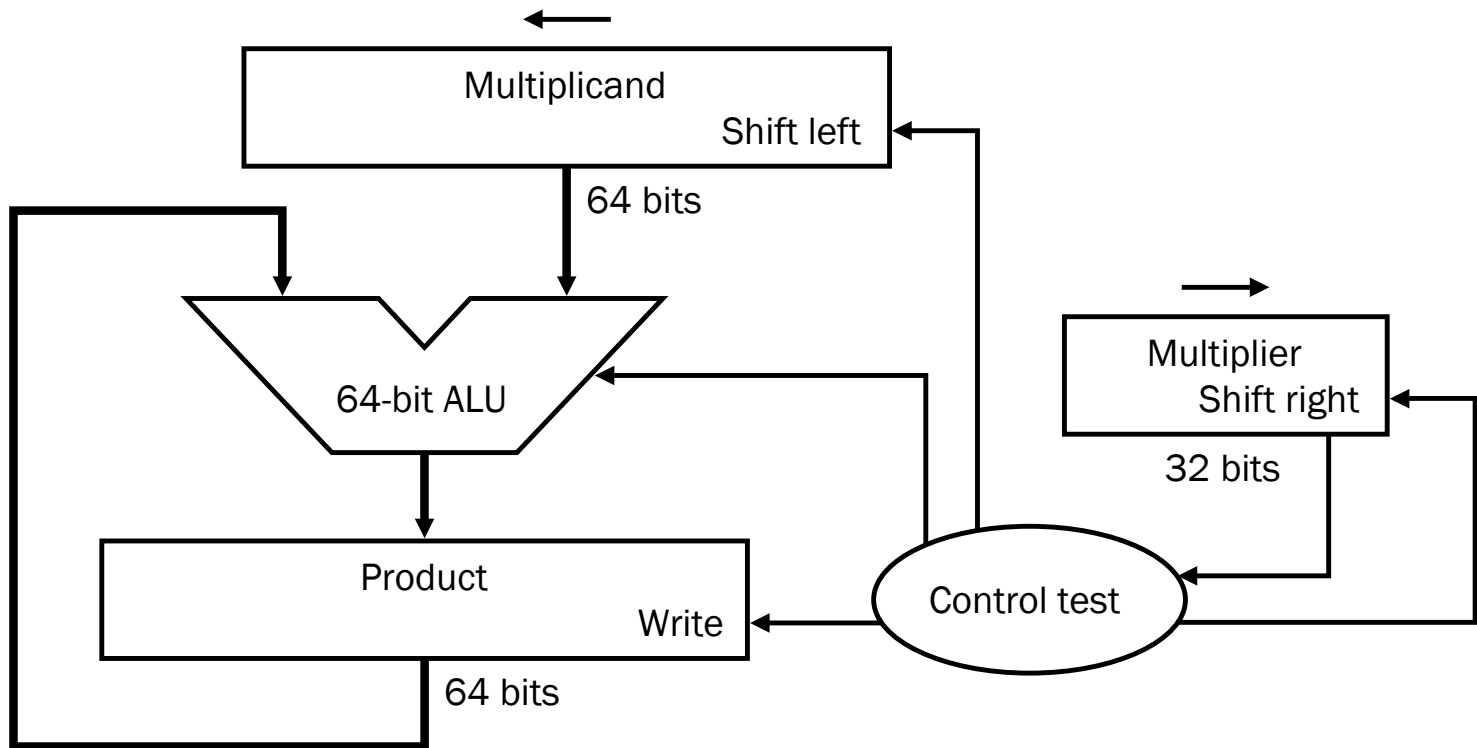 Multiplicand
Shift left
64 bits
Multiplier
Shift right
64-bit ALU
32 bits
Product
Write
Control test
64 bits